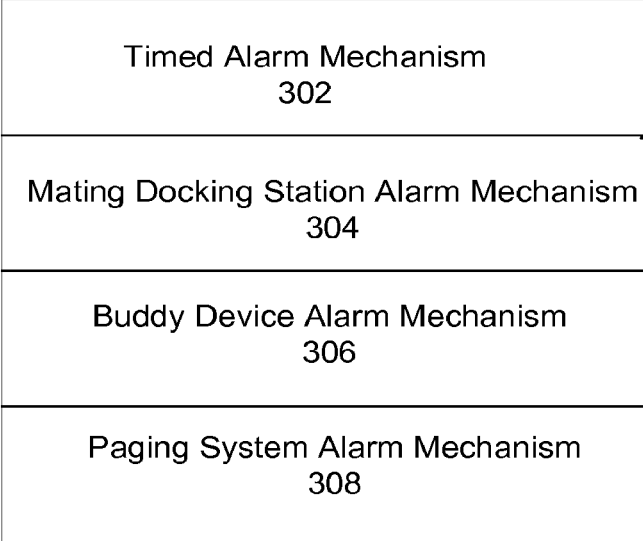 Timed Alarm Mechanism
302
Mating Docking Station Alarm Mechanism
304
Buddy Device Alarm Mechanism
306
Paging System Alarm Mechanism
308